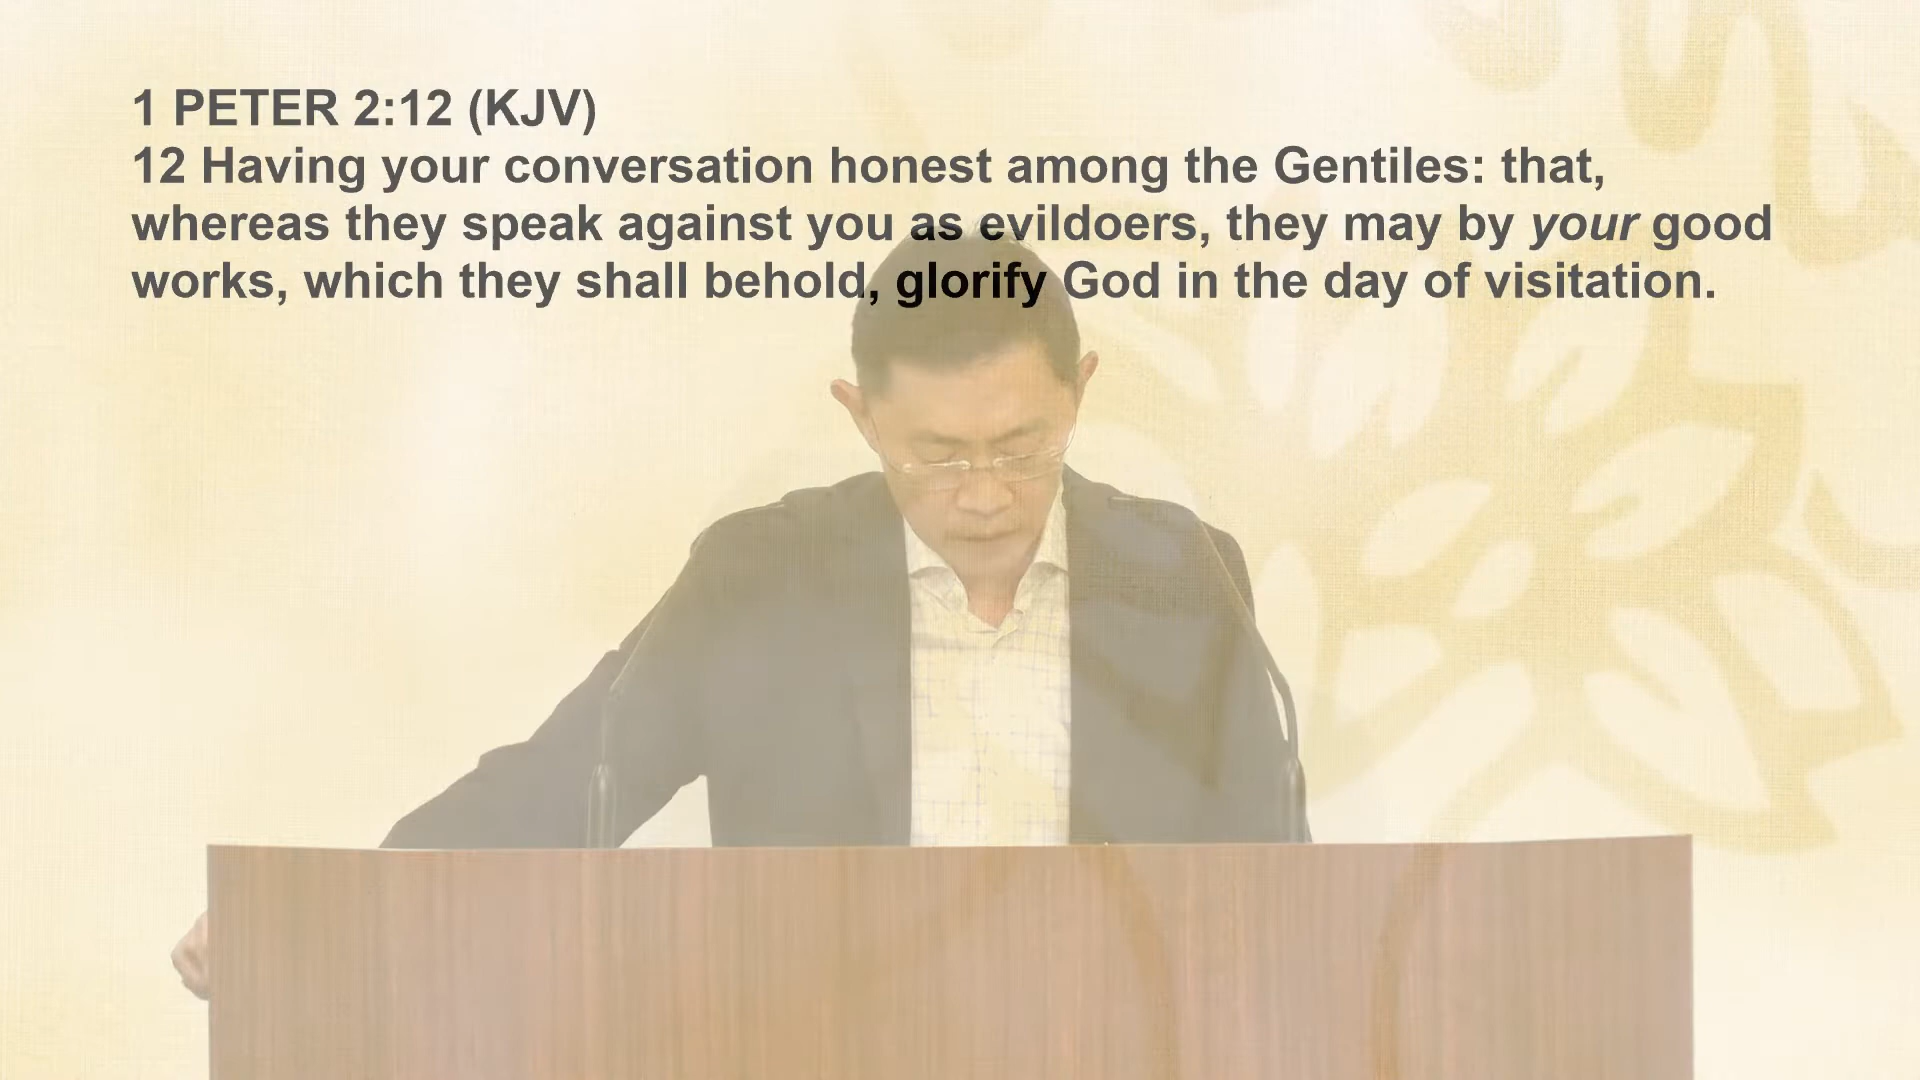 1 PETER 2:12 (KJV)
12 Having your conversation honest among the Gentiles: that,
whereas they speak against you as evildoers, they may by your good
works, which they shall behold, glorify God in the day of visitation.